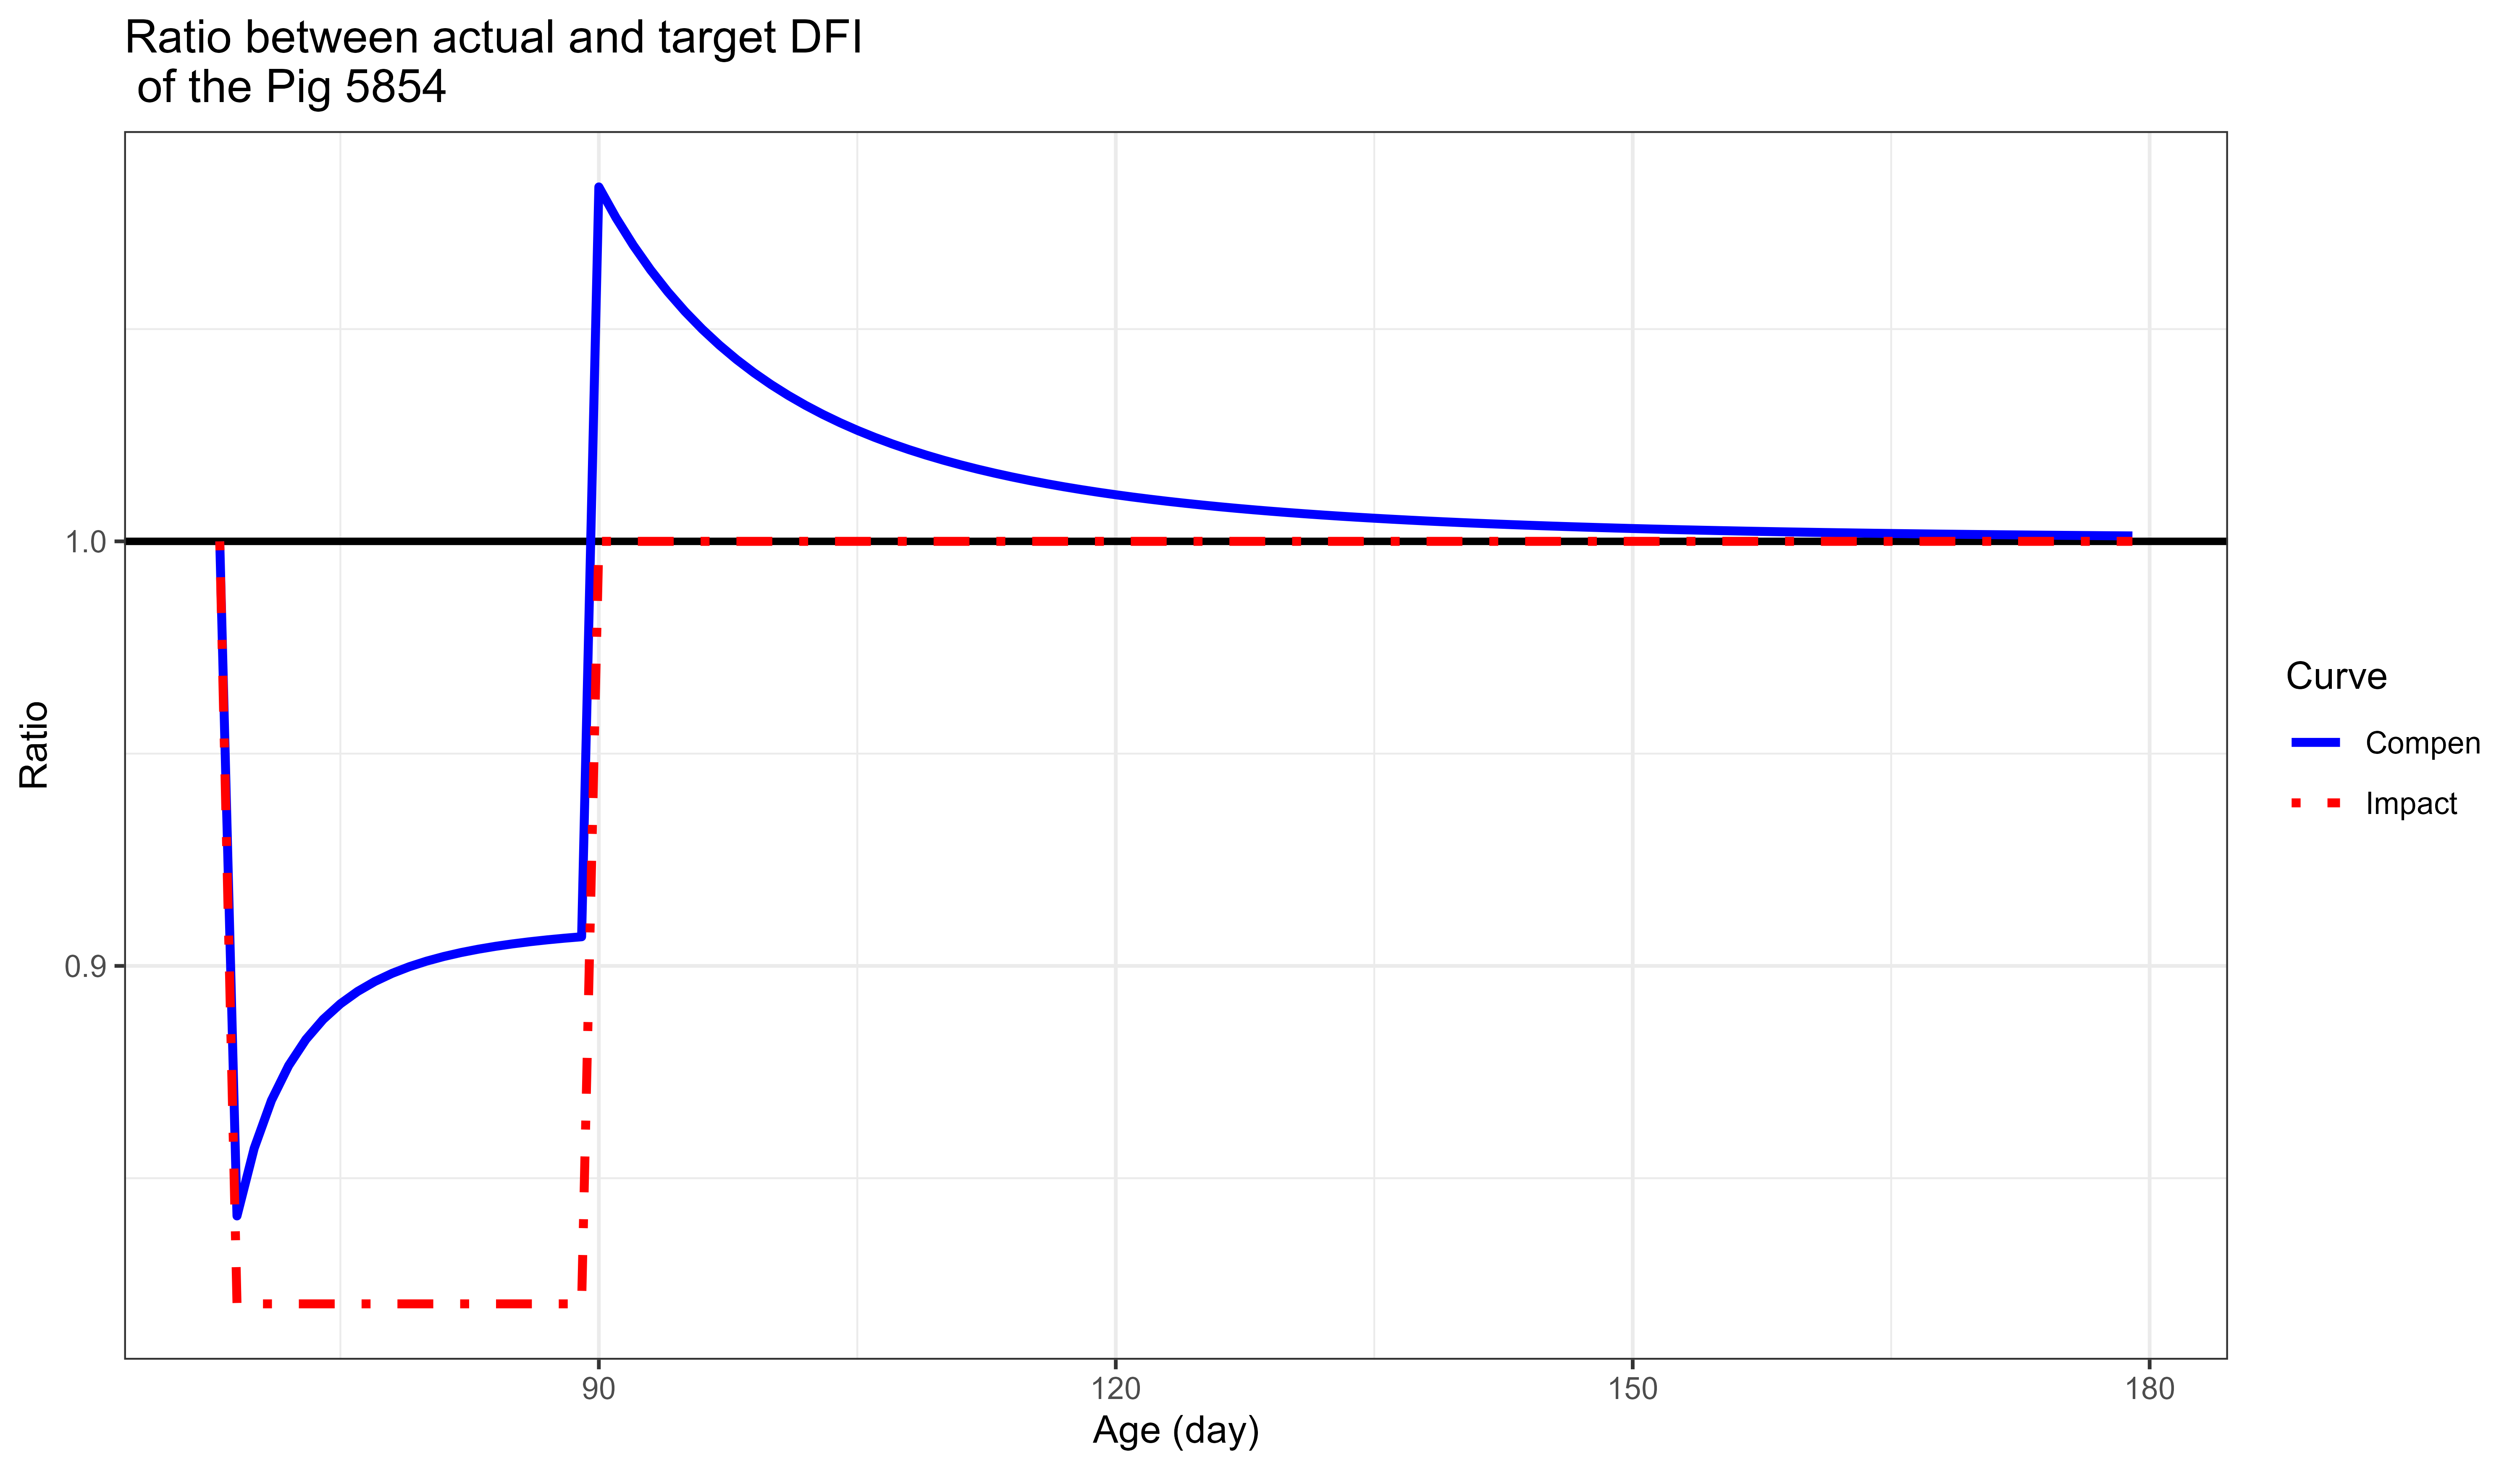 Ratio between actual and target DFI
of the Pig 5854
1.0
0.9
Ratio
90
120
150
180
Age (day)
Curve
Compen
Impact